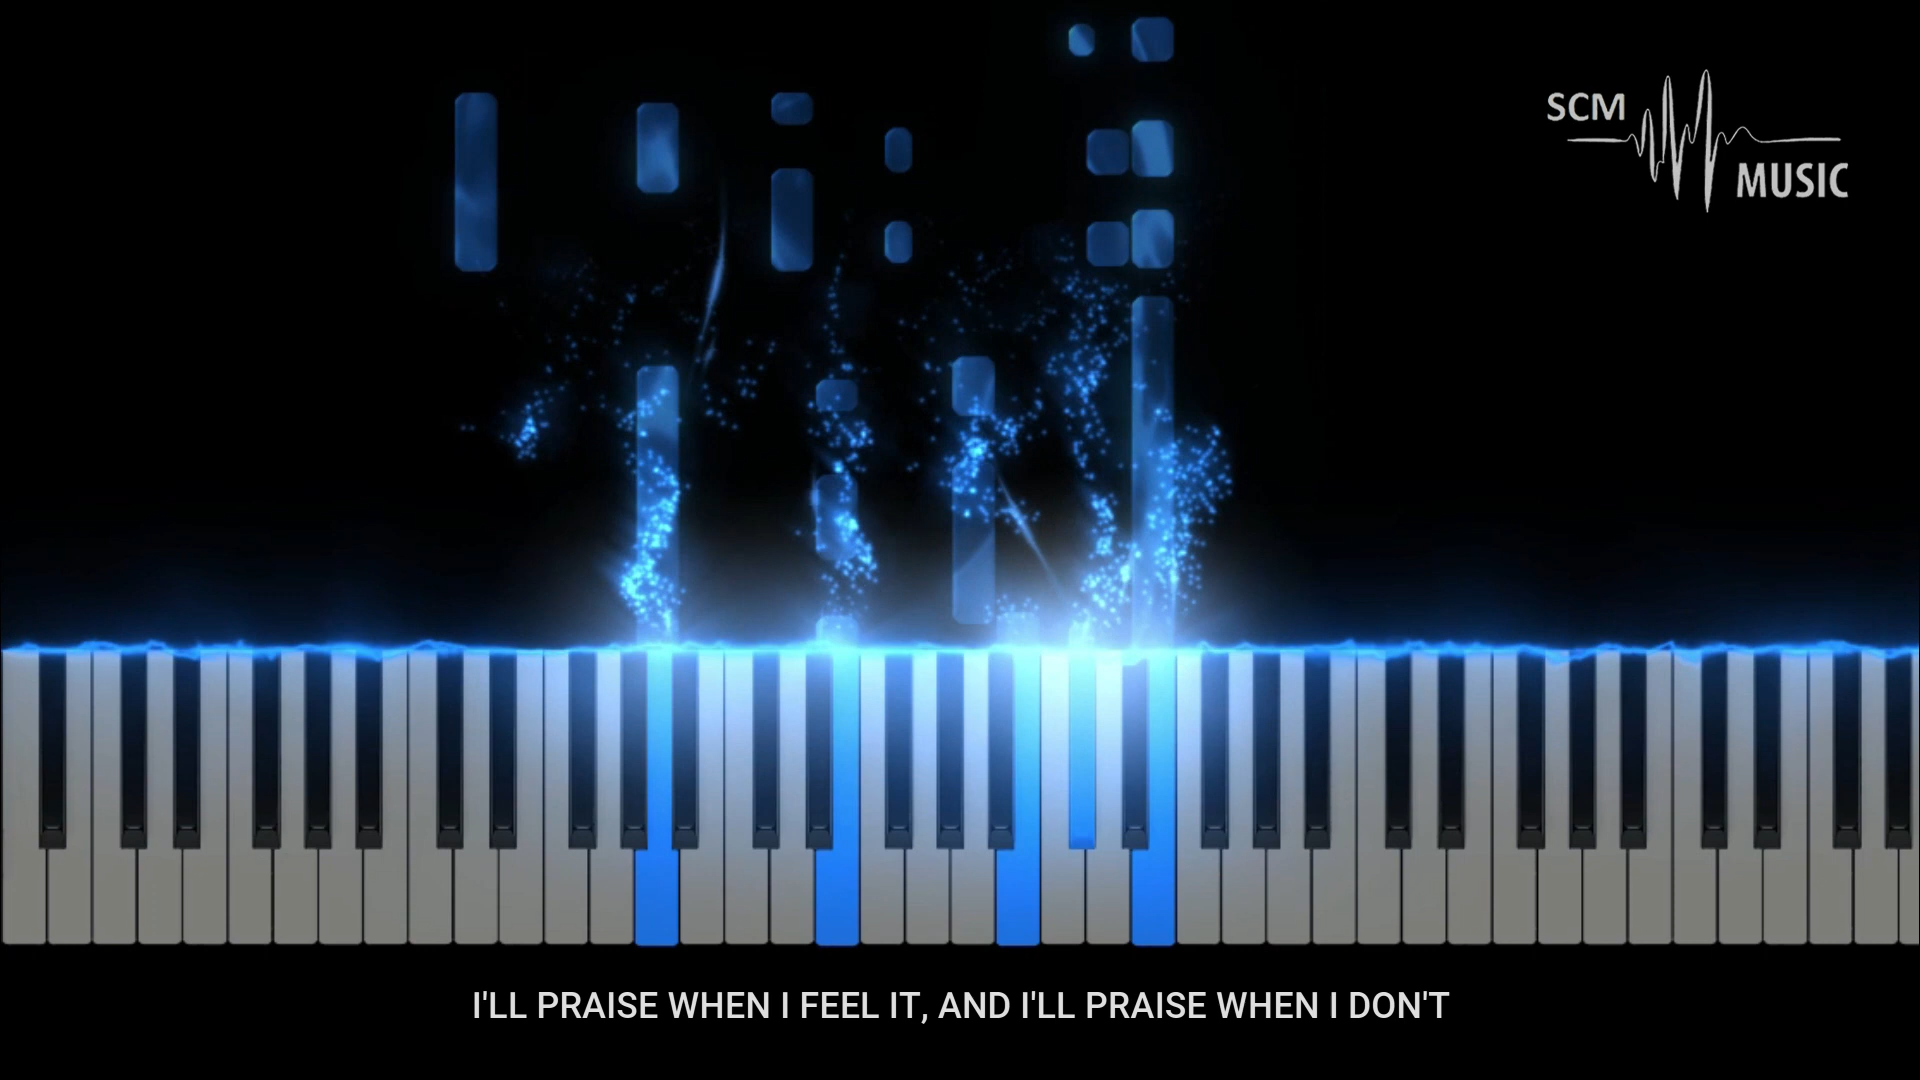 SCM
MUSIC
I'LL PRAISE WHEN I FEEL IT, AND I'LL PRAISE WHEN I DON'T